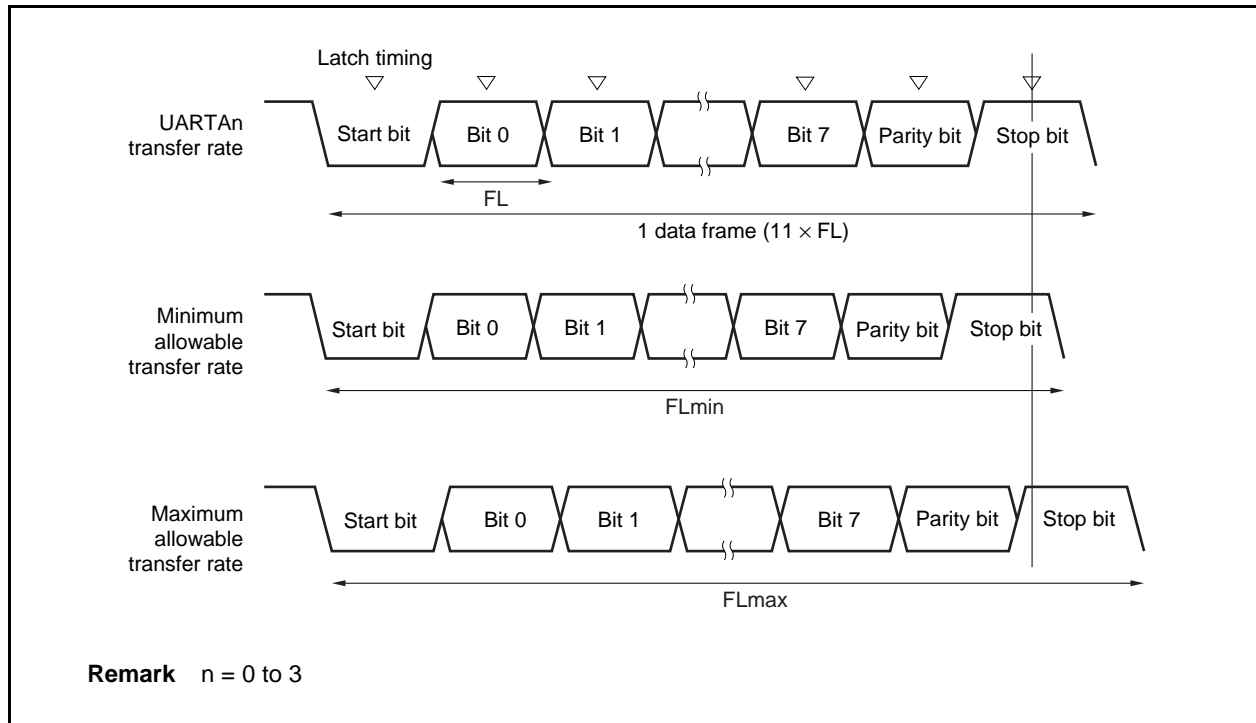 Latch timing
UARTAn
transfer rate
Start bit
Bit 0
Bit 1
Bit 7
Parity bit
Stop bit
FL
1 data frame (11 × FL)
Minimum
allowable
transfer rate
Start bit
Bit 0
Bit 1
Bit 7
Parity bit
Stop bit
FLmin
Maximum
allowable
transfer rate
Start bit
Bit 0
Bit 1
Bit 7
Parity bit
Stop bit
FLmax
Remark n = 0 to 3